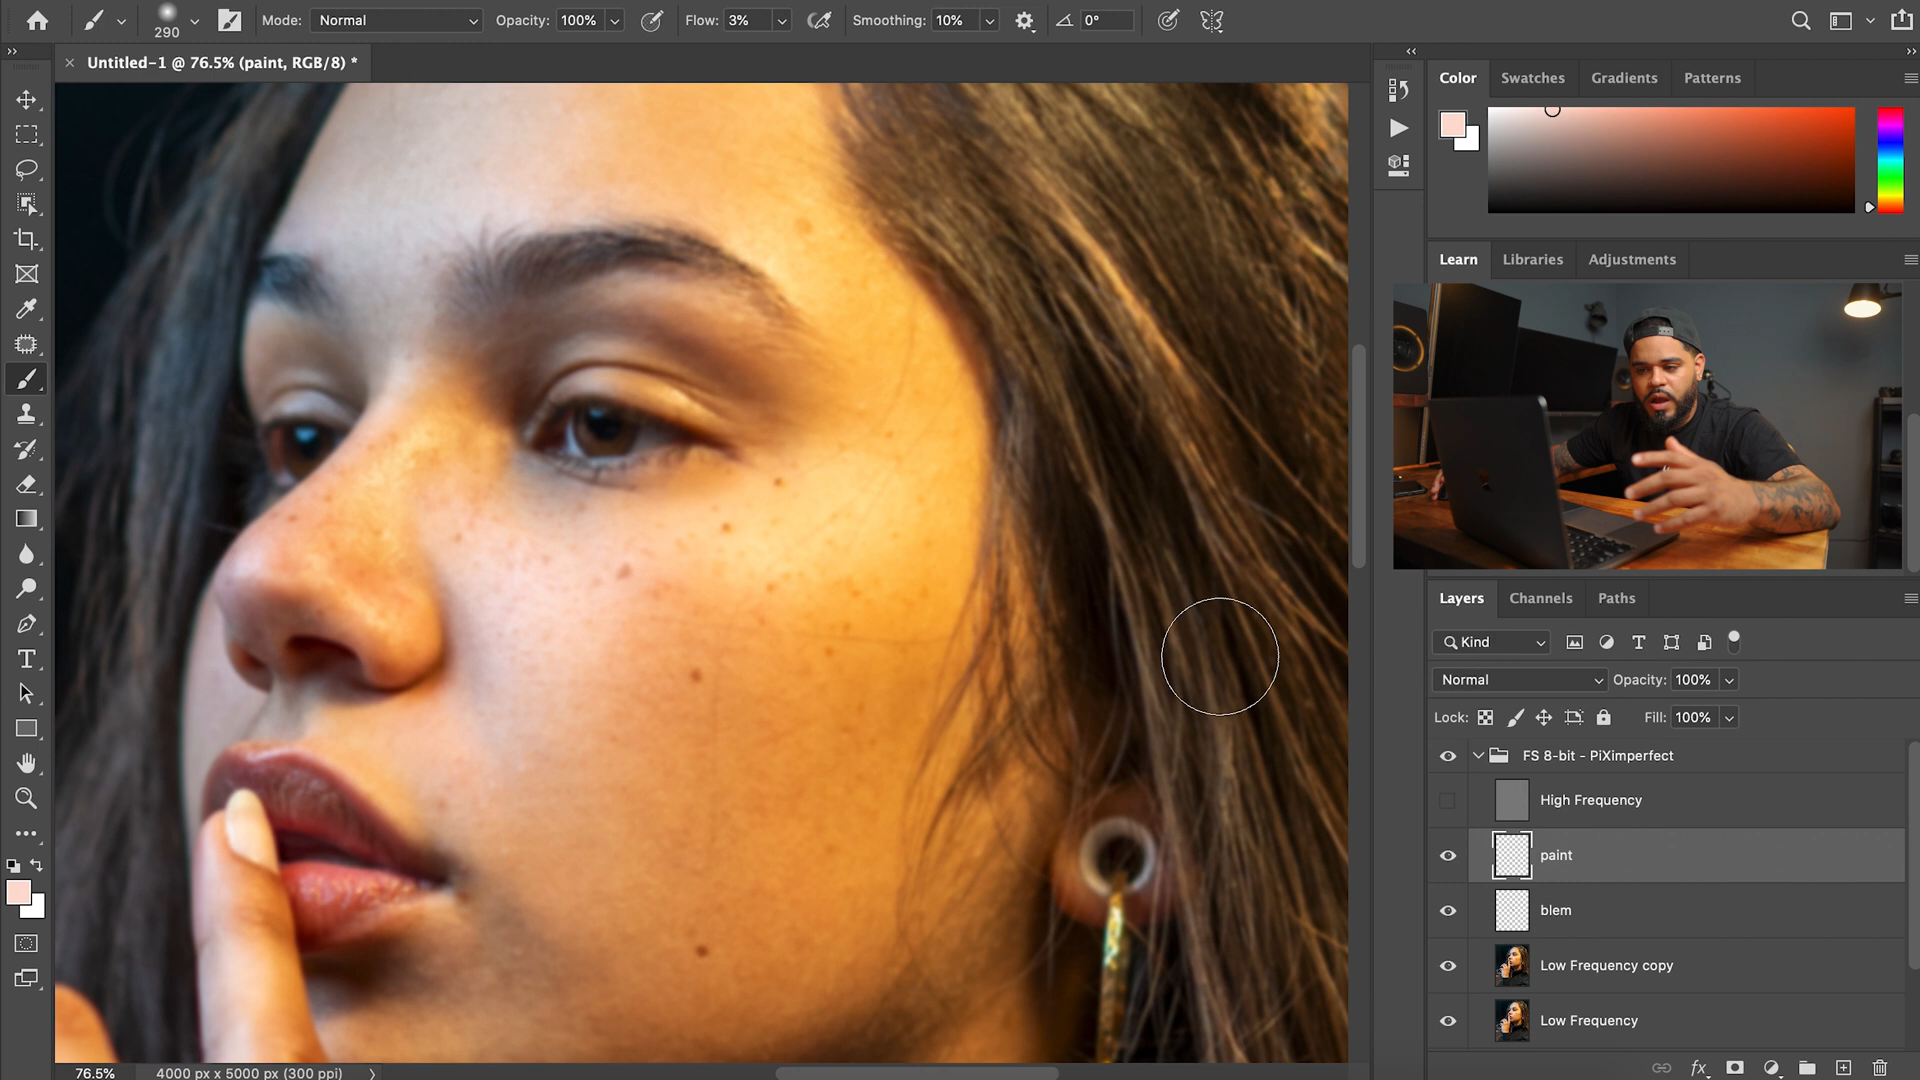 290
Mode: Normal
Opacity: 100%
Flow: 3%
Smoothing: 10%
0°
Untitled-1 @ 76.5% (paint, RGB/8) *
Color
Swatches
Gradients
Patterns
Learn
Libraries
Adjustments
Layers
Channels
Paths
Kind
Normal
Opacity: 100%
Lock:
Fill: 100%
FS 8-bit - PiXimperfect
High Frequency
paint
blem
Low Frequency copy
Low Frequency
fx
76.5%
4000 px x 5000 px (300 ppi)